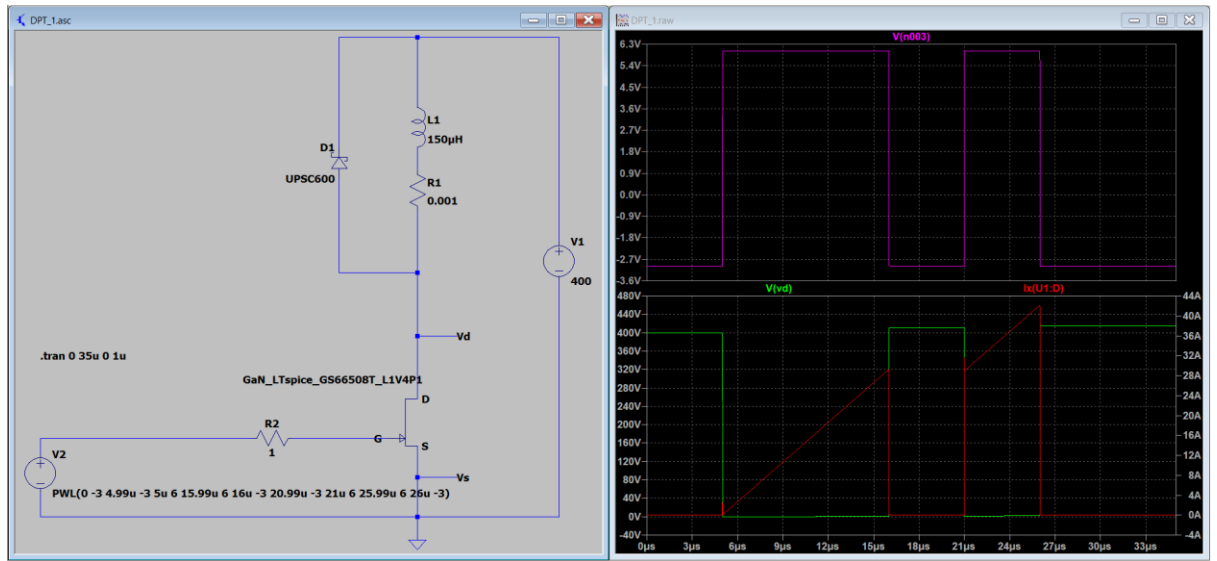 DPT_1.asc
L1
150µH
D1
UPSC600
R1
0.001
V1
400
.tran 0 35u 0 1u
Vd
GaN_LTspice_GS66508T_L1V4P1
D
R2
1
G
S
V2
Vs
PWL(0 -3 4.99u -3 5u 6 15.99u 6 16u -3 20.99u -3 21u 6 25.99u 6 26u -3)
DPT_1.raw
V(n003)
6.3V
5.4V
4.5V
3.6V
2.7V
1.8V
0.9V
0.0V
-0.9V
-1.8V
-2.7V
-3.6V
V(vd) Ix(U1:D)
480V 44A
440V 40A
400V 36A
360V 32A
320V 28A
280V 24A
240V 20A
200V 16A
160V 12A
120V 8A
80V 4A
40V 0A
0V -4A
-40V
0µs 3µs 6µs 9µs 12µs 15µs 18µs 21µs 24µs 27µs 30µs 33µs